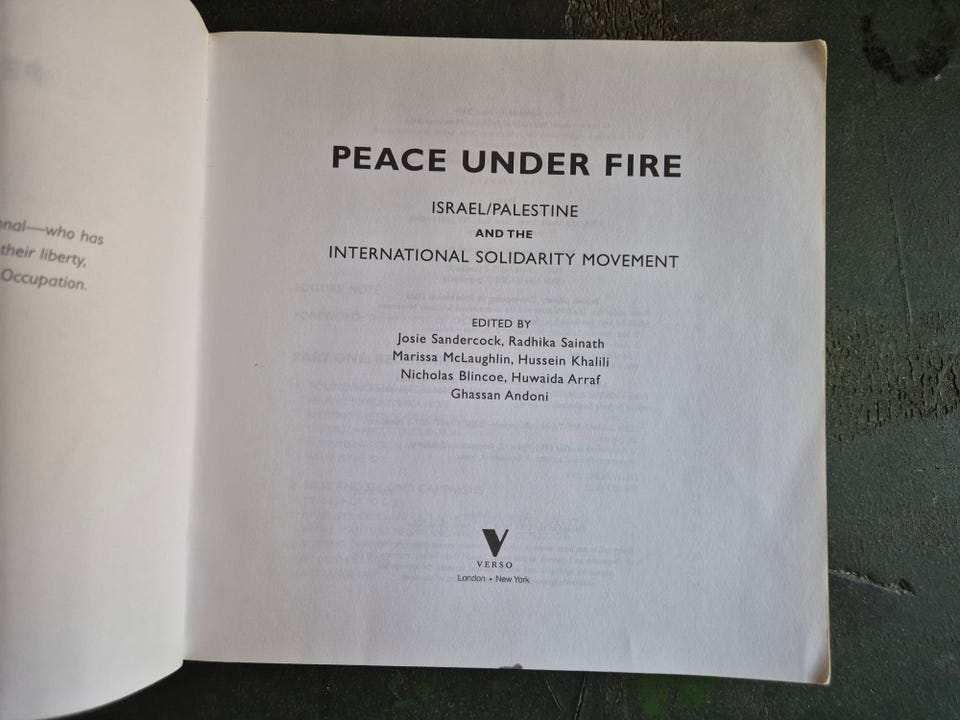 —who has
their liberty,
Occupation.
PEACE UNDER FIRE
ISRAEL/PALESTINE
AND THE
INTERNATIONAL SOLIDARITY MOVEMENT
EDITED BY
Josie Sandercock, Radhika Sainath
Marissa McLaughlin, Hussein Khalili
Nicholas Blincoe, Huwaida Arraf
Ghassan Andoni
VERSO
London • New York